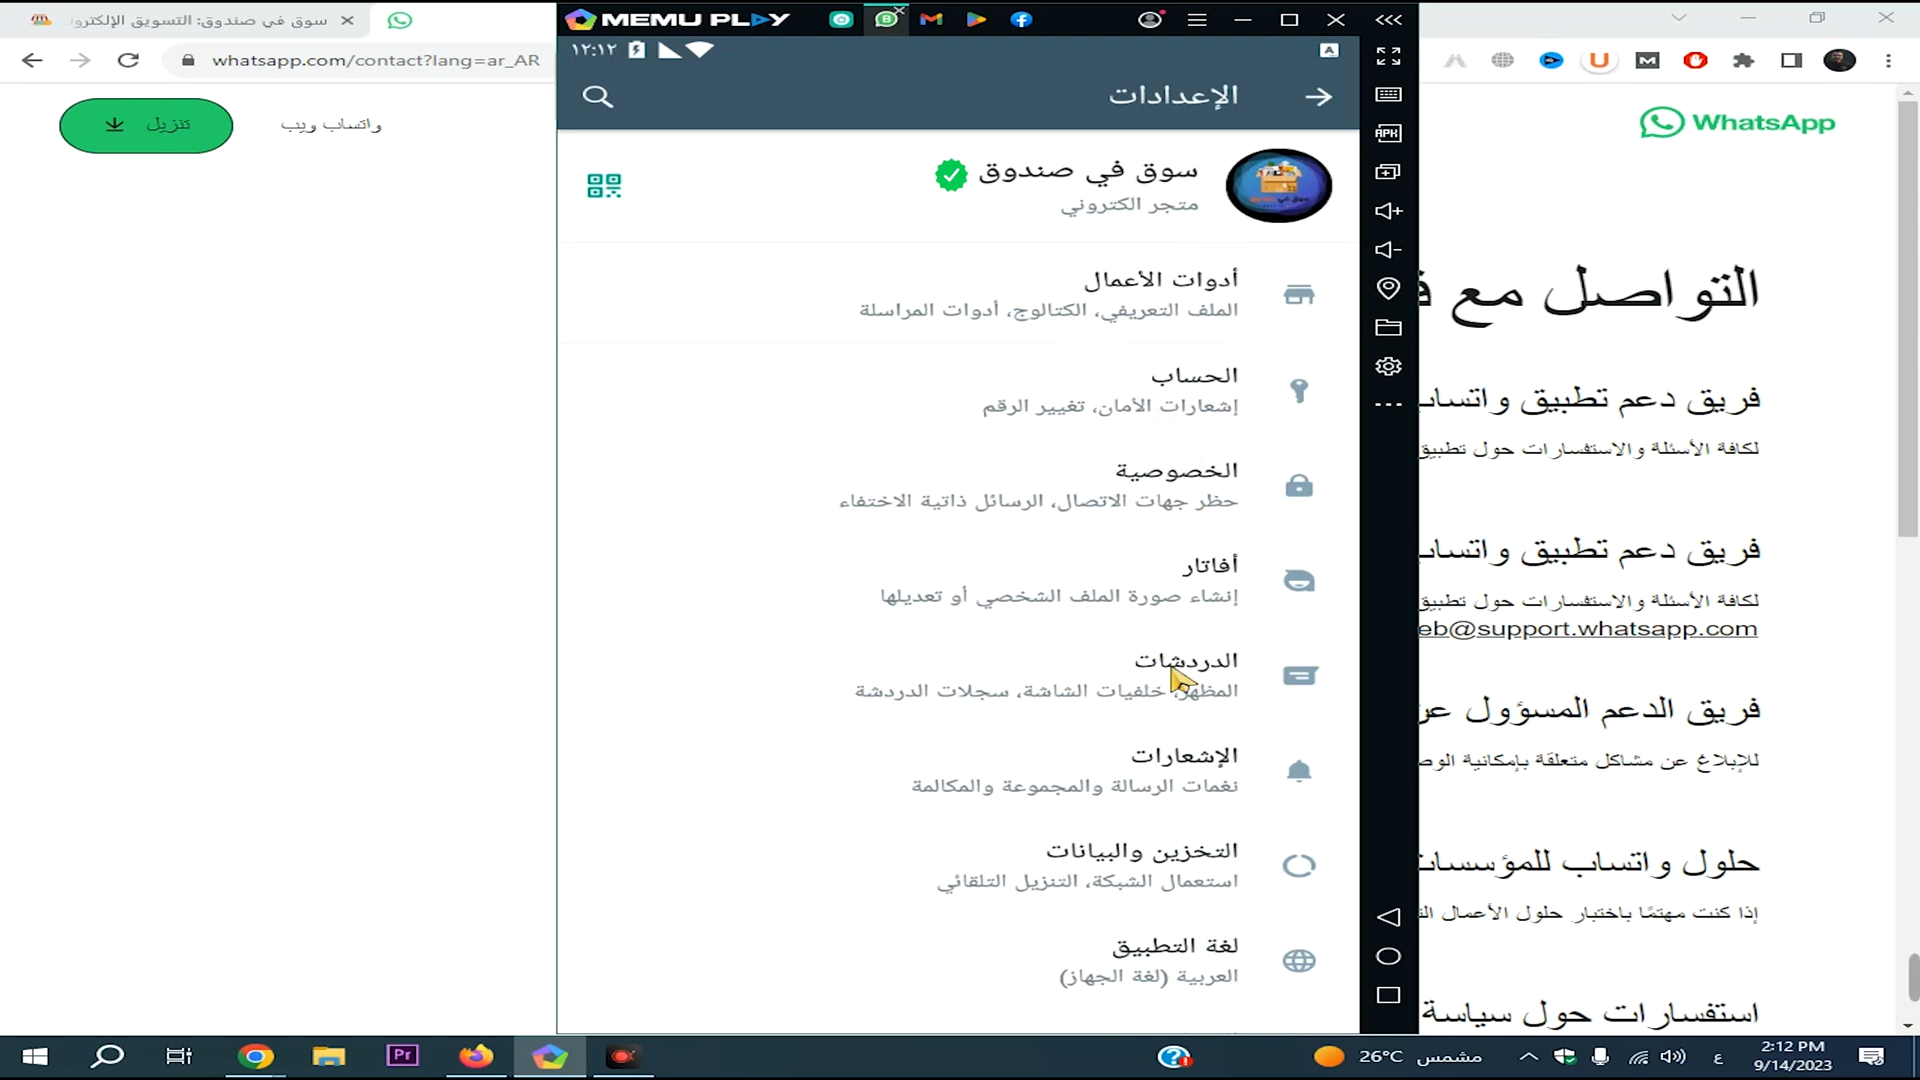 سوق في صندوق: التسويق الإلكترو
whatsapp.com/contact?lang=ar_AR
تنزيل
واتساب ويب
MEMU PLAY
١٢:١٢
A
الإعدادات
سوق في صندوق
متجر الكتروني
أدوات الأعمال
الملف التعريفي، الكتالوج، أدوات المراسلة
الحساب
إشعارات الأمان، تغيير الرقم
الخصوصية
حظر جهات الاتصال، الرسائل ذاتية الاختفاء
أفاتار
إنشاء صورة الملف الشخصي أو تعديلها
الدردشات
المظهر، خلفيات الشاشة، سجلات الدردشة
الإشعارات
نغمات الرسالة والمجموعة والمكالمة
التخزين والبيانات
استعمال الشبكة، التنزيل التلقائي
لغة التطبيق
العربية (لغة الجهاز)
APK
WhatsApp
التواصل مع
فريق دعم تطبيق واتساب
لكافة الأسئلة والاستفسارات حول تطبيق
فريق دعم تطبيق واتساب
لكافة الأسئلة والاستفسارات حول تطبيق
eb@support.whatsapp.com
فريق الدعم المسؤول عن
للإبلاغ عن مشاكل متعلقة بإمكانية
حلول واتساب للمؤسسات
إذا كنت مهتمًا باختبار حلول الأعمال
استفسارات حول سياسة
Pr
26°C مشمس
ع
2:12 PM
9/14/2023